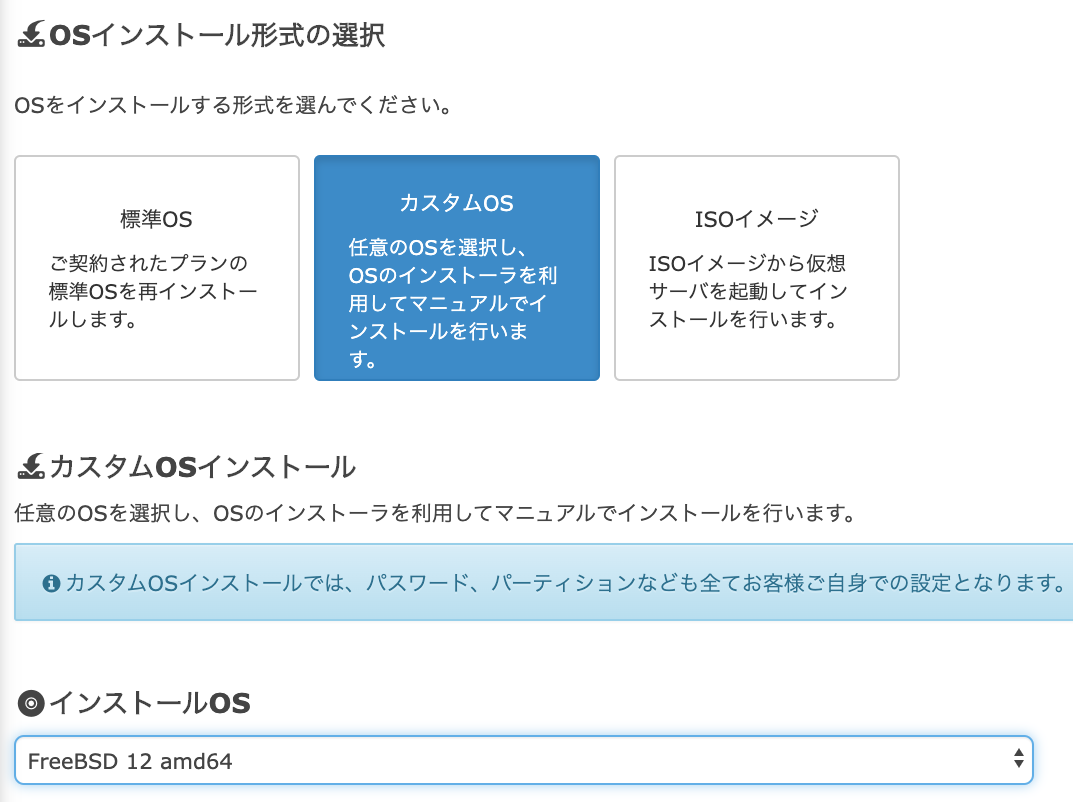 OSインストール形式の選択
OSをインストールする形式を選んでください。
標準OS
ご契約されたプランの
標準OSを再インストー
ルします。
カスタムOS
任意のOSを選択し、
OSのインストーラを利
用してマニュアルでイ
ンストールを行いま
す。
ISOイメージ
ISOイメージから仮想
サーバを起動してイン
ストールを行います。
カスタムOSインストール
任意のOSを選択し、OSのインストーラを利用してマニュアルでインストールを行います。
カスタムOSインストールでは、パスワード、パーティションなども全てお客様ご自身での設定となります。
インストールOS
FreeBSD 12 amd64